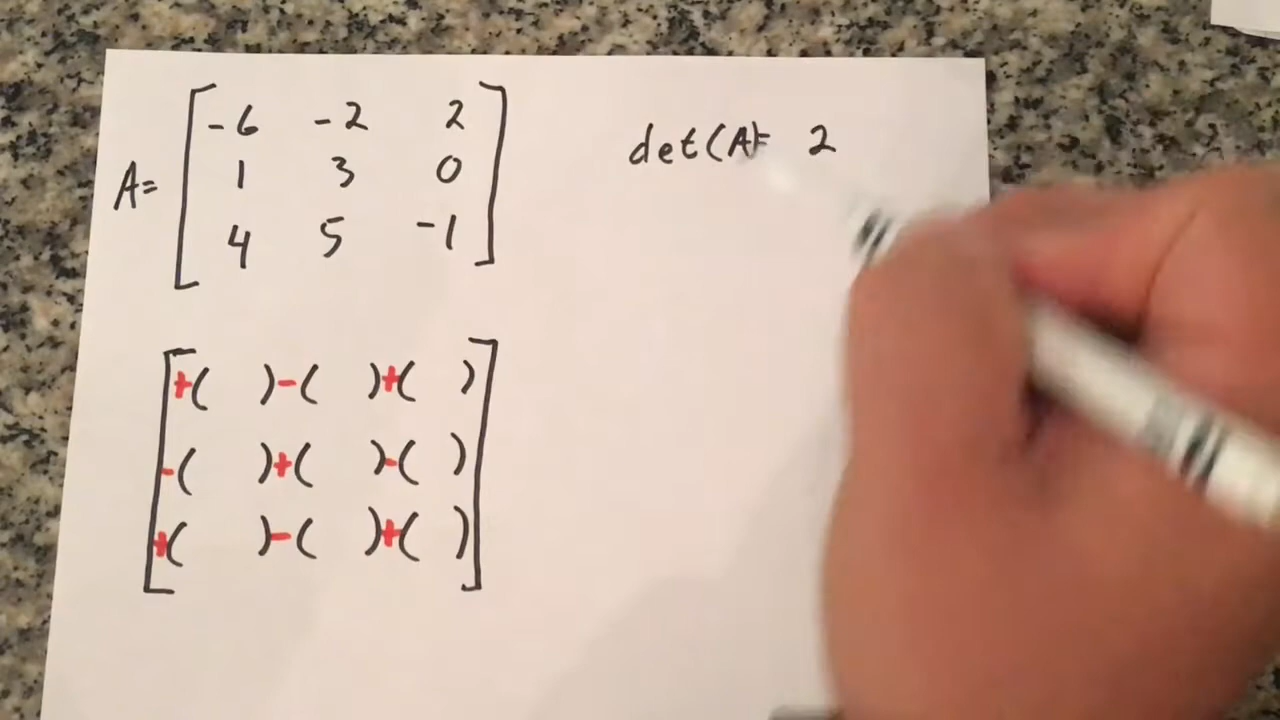 -6 -2 2
det(A)= 2
A= 1 3 0
4 5 -1
+( )-( )+( )
-( )+( )-( )
+( )-( )+( )